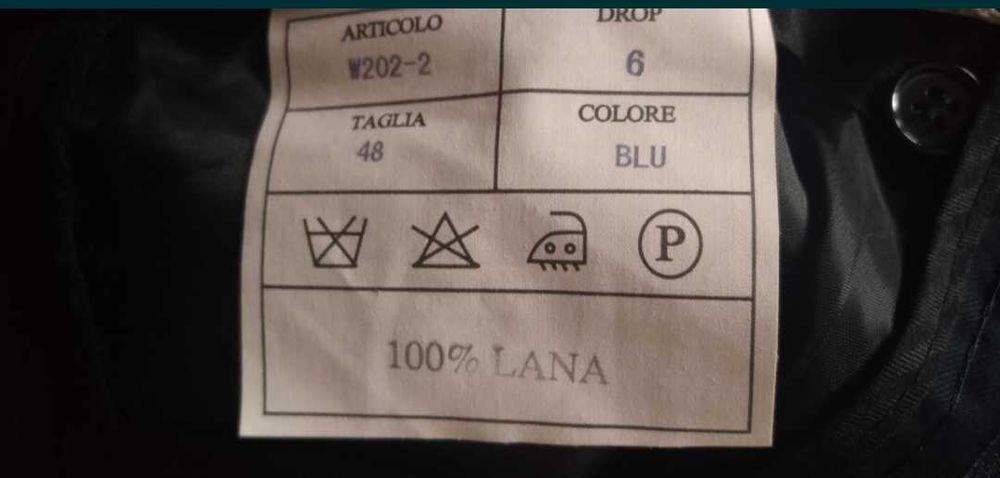 ARTICOLO
DROP
W202-2
6
TAGLIA
COLORE
48
BLU
P
100% LANA